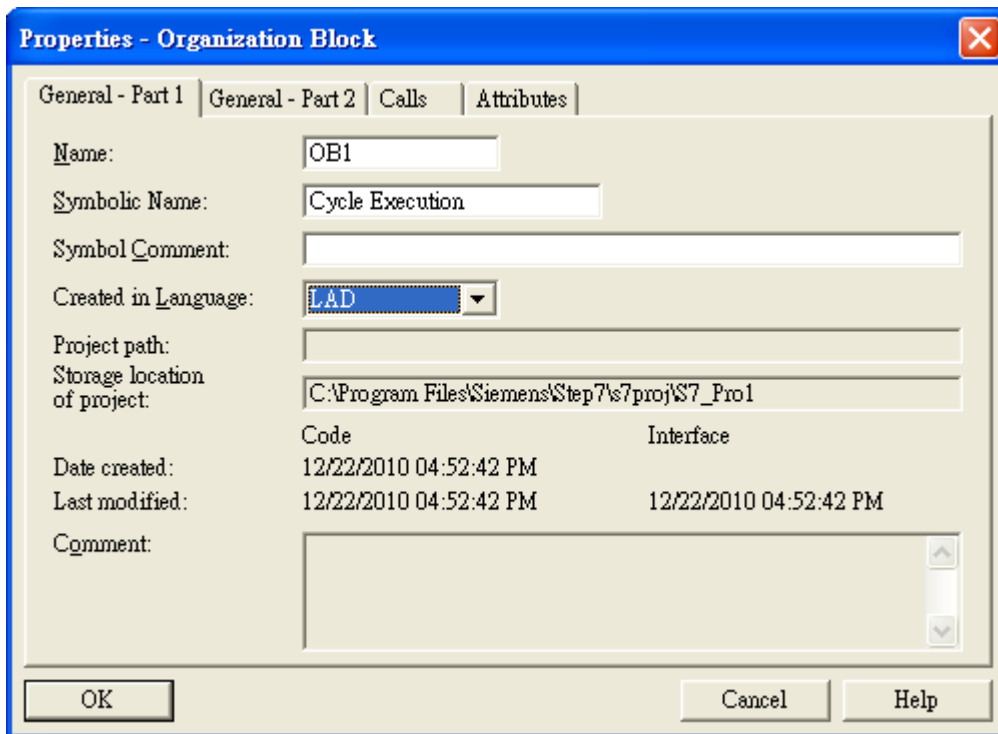 Properties - Organization Block
General - Part 1 General - Part 2 Calls Attributes
Name: OB1
Symbolic Name: Cycle Execution
Symbol Comment:
Created in Language: LAD
Project path:
Storage location
of project: C:\Program Files\Siemens\Step7\s7proj\S7_Pro1
Code Interface
Date created: 12/22/2010 04:52:42 PM
Last modified: 12/22/2010 04:52:42 PM 12/22/2010 04:52:42 PM
Comment:
OK Cancel Help